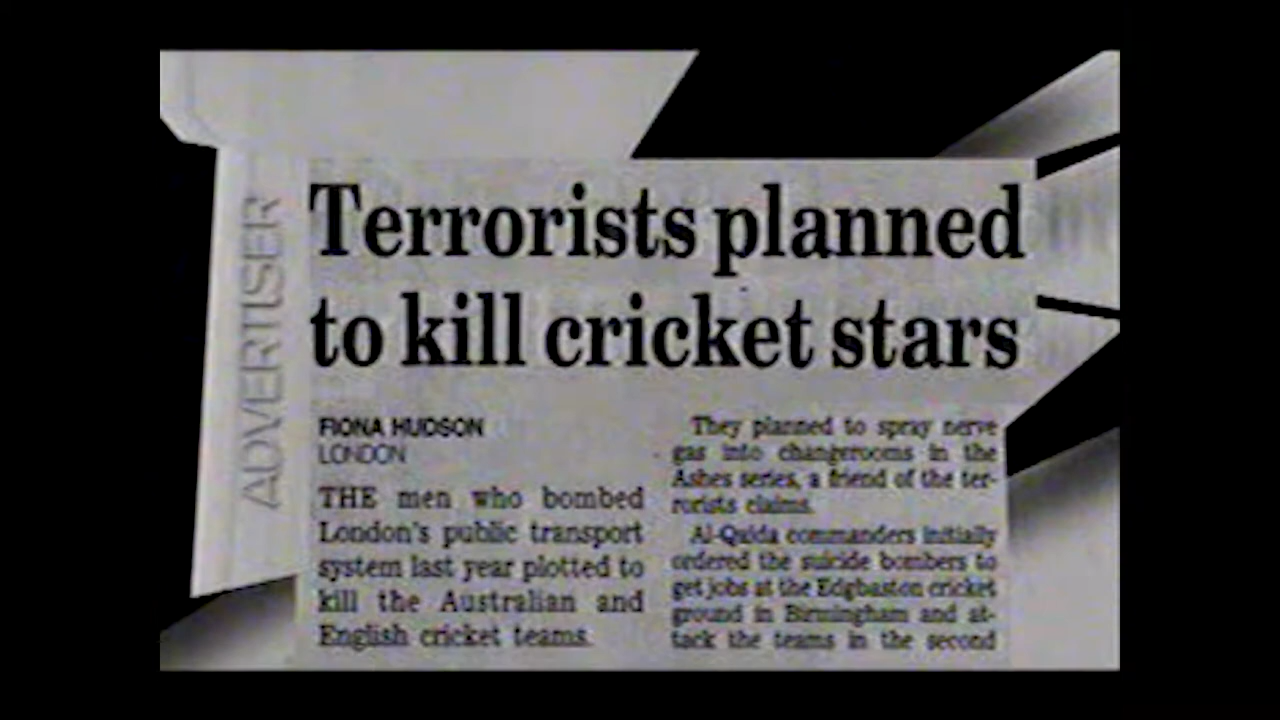 ADVERTISER
Terrorists planned
to kill cricket stars
FIONA HUDSON
LONDON
THE men who bombed
London's public transport
system last year plotted to
kill the Australian and
English cricket teams.
They planned to spray nerve
gas into changerooms in the
Ashes series, a friend of the ter-
rorists claims.
Al-Qaida commanders initially
ordered the suicide bombers to
get jobs at the Edgbaston cricket
ground in Birmingham and at-
tack the teams in the second